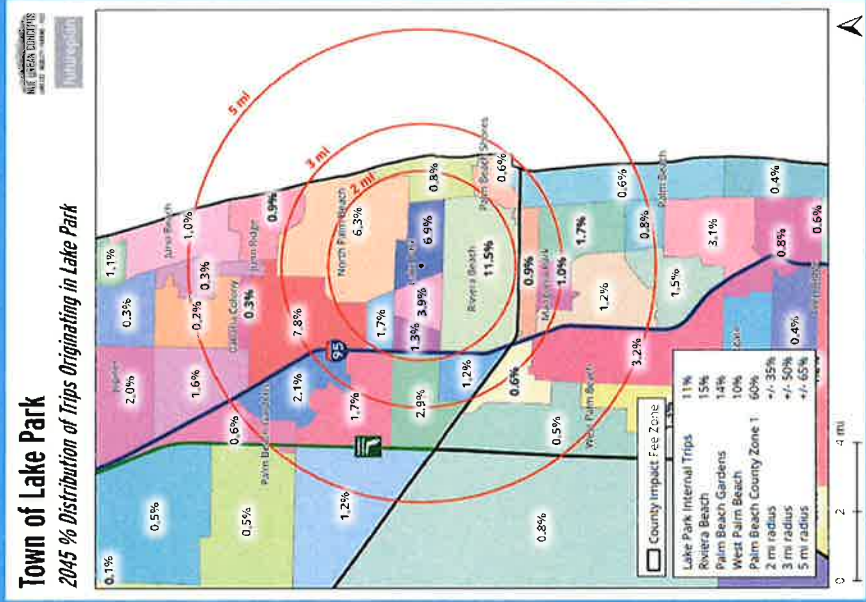 Town of Lake Park
2045 % Distribution of Trips Originating in Lake Park
NUE URBAN CONCEPTS
futureplan
5 mi
3 mi
2 mi
0.1%
0.5%
0.5%
1.2%
0.8%
0.5%
2.0%
1.6%
0.6%
2.1%
1.7%
2.9%
1.2%
0.6%
3.2%
0.3%
0.2%
0.3%
0.3%
7.8%
1.7%
1.3%
3.9%
6.9%
11.5%
0.9%
1.0%
1.2%
1.5%
1.1%
1.0%
0.9%
6.3%
0.8%
0.6%
0.6%
1.7%
0.8%
3.1%
0.4%
0.8%
0.6%
0.4%
Jupiter
Juno Beach
Juno Ridge
Cabana Colony
Palm Beach Gardens
North Palm Beach
95
Lake Park
Riviera Beach
Palm Beach Shores
Mangonia Park
West Palm Beach
Palm Beach
County Impact Fee Zone
Lake Park Internal Trips 11%
Riviera Beach 15%
Palm Beach Gardens 14%
West Palm Beach 10%
Palm Beach County Zone 1 60%
2 mi radius +/- 35%
3 mi radius +/- 50%
5 mi radius +/- 65%
0 2 4 mi